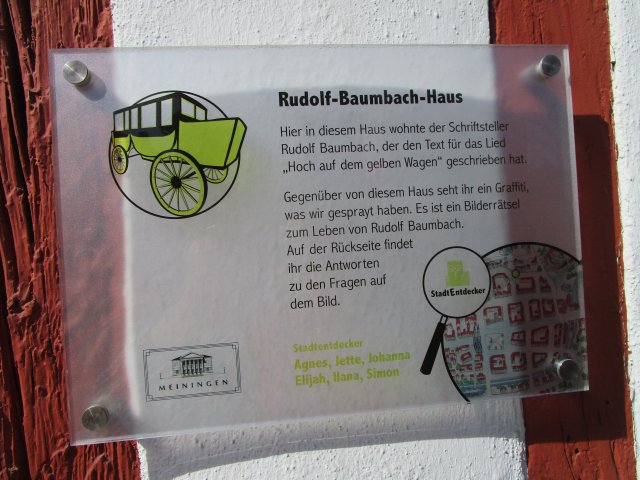 Rudolf-Baumbach-Haus
Hier in diesem Haus wohnte der Schriftsteller
Rudolf Baumbach, der den Text für das Lied
„Hoch auf dem gelben Wagen“ geschrieben hat.
Gegenüber von diesem Haus seht ihr ein Graffiti,
was wir gesprayt haben. Es ist ein Bilderrätsel
zum Leben von Rudolf Baumbach.
Auf der Rückseite findet
ihr die Antworten
zu den Fragen auf
dem Bild.
StadtEntdecker
Stadtentdecker
Agnes, Jette, Johanna
Elijah, Ilana, Simon
MEININGEN